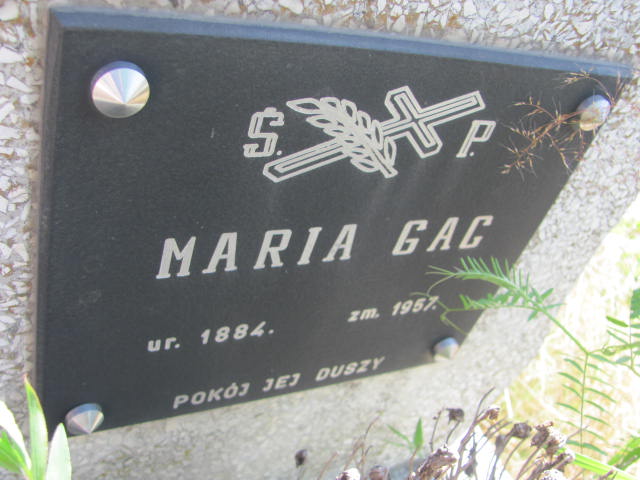 Ś. P.
MARIA GAC
ur. 1884. zm. 1957.
POKÓJ JEJ DUSZY